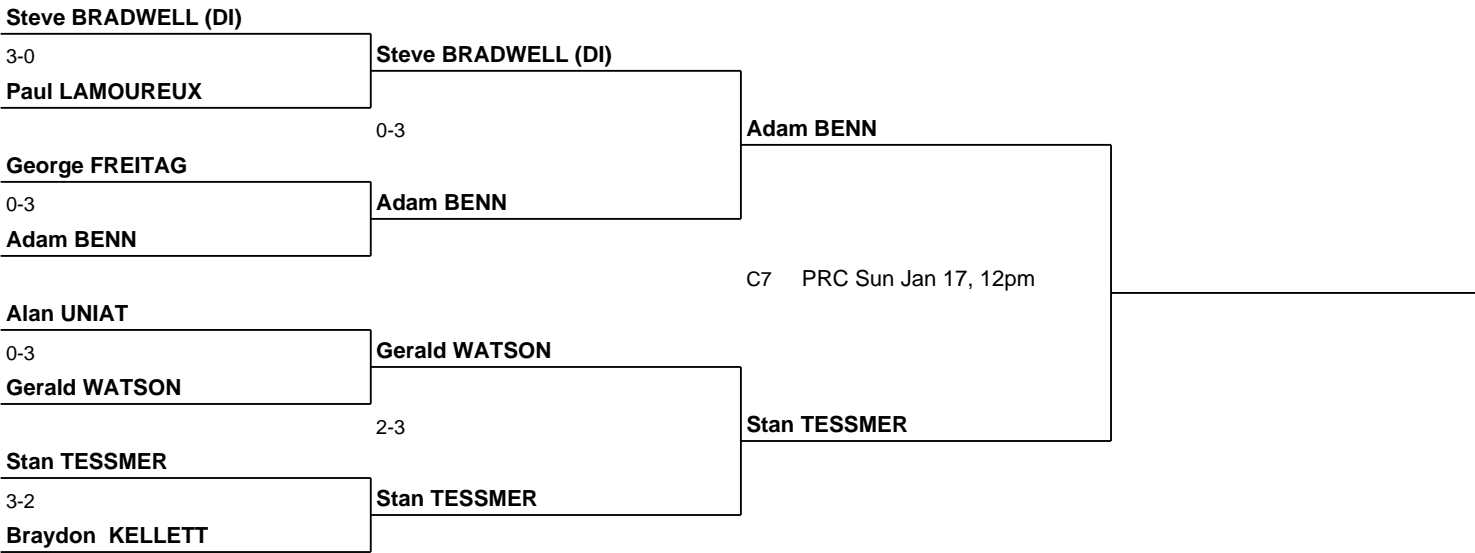 Steve BRADWELL (DI)
3-0
Steve BRADWELL (DI)
Paul LAMOUREUX
0-3
Adam BENN
George FREITAG
0-3
Adam BENN
Adam BENN
C7 PRC Sun Jan 17, 12pm
Alan UNIAT
0-3
Gerald WATSON
Gerald WATSON
2-3
Stan TESSMER
Stan TESSMER
3-2
Stan TESSMER
Braydon KELLETT